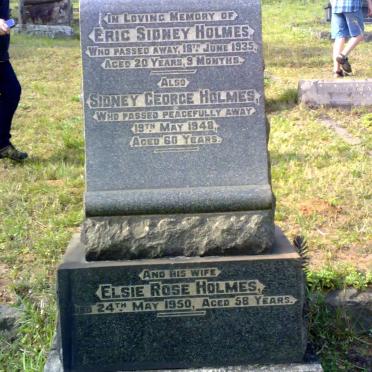 In Loving Memory of
Eric Sidney Holmes,
Who passed away, 18th June 1935,
Aged 20 Years, 9 Months.
Also
Sidney George Holmes,
Who passed peacefully away
19th May 1948,
Aged 60 Years.
And His Wife
Elsie Rose Holmes,
24th May 1950, Aged 58 Years.